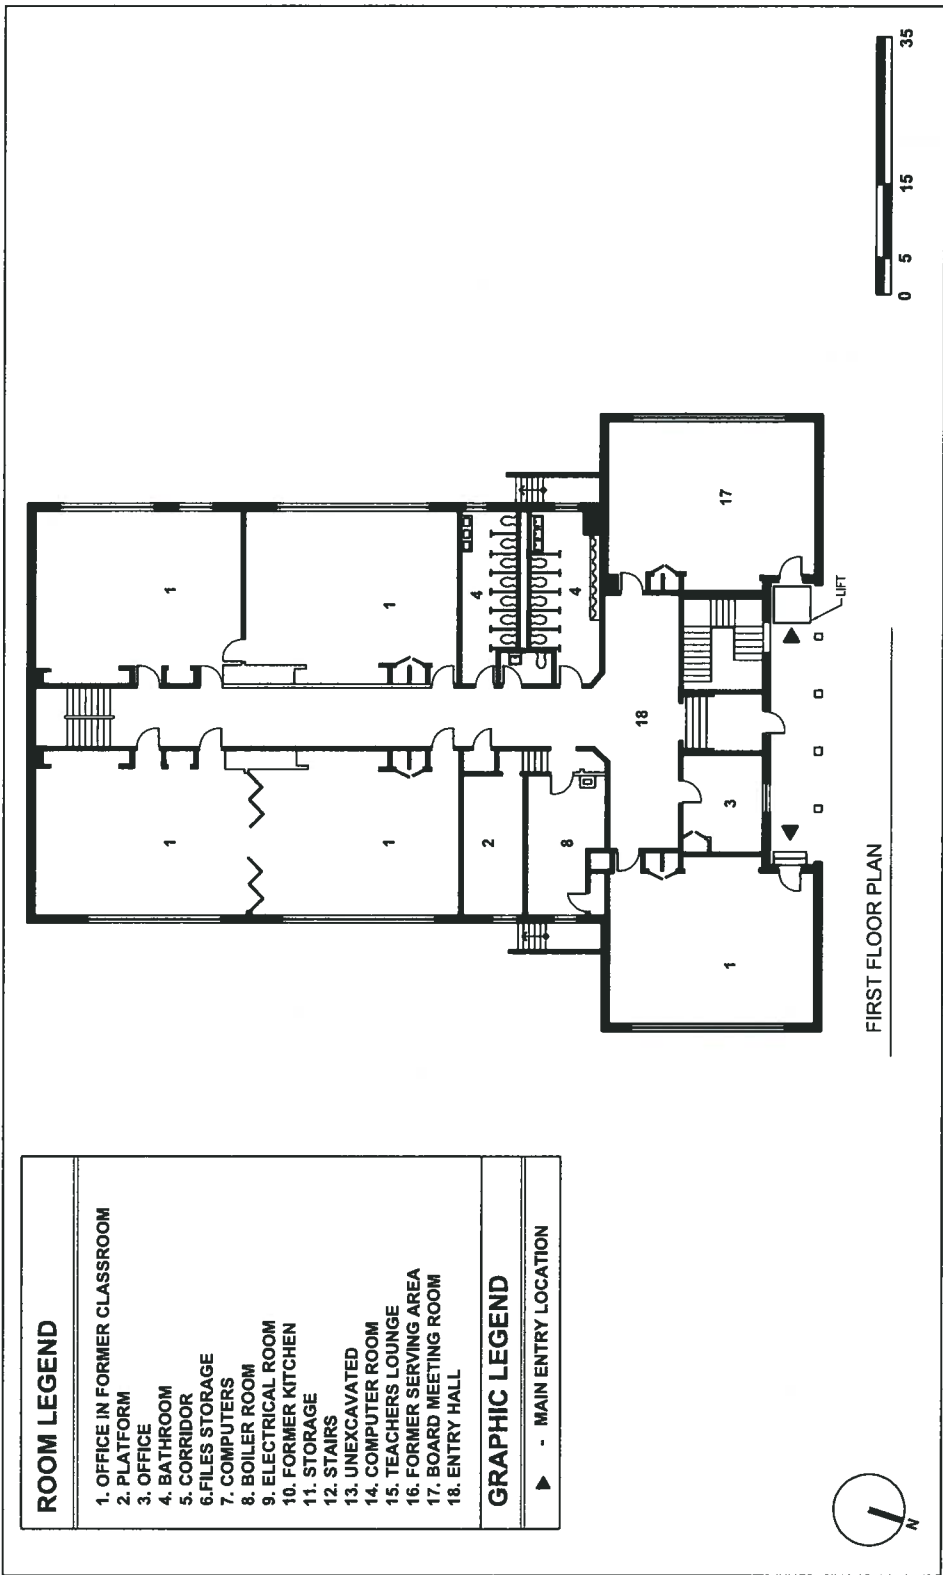 ROOM LEGEND
1. OFFICE IN FORMER CLASSROOM
2. PLATFORM
3. OFFICE
4. BATHROOM
5. CORRIDOR
6.FILES STORAGE
7. COMPUTERS
8. BOILER ROOM
9. ELECTRICAL ROOM
10. FORMER KITCHEN
11. STORAGE
12. STAIRS
13. UNEXCAVATED
14. COMPUTER ROOM
15. TEACHERS LOUNGE
16. FORMER SERVING AREA
17. BOARD MEETING ROOM
18. ENTRY HALL
GRAPHIC LEGEND
- MAIN ENTRY LOCATION
N
1
1
1
1
2
4
8
4
1
3
18
17
LIFT
FIRST FLOOR PLAN
0 5 15 35